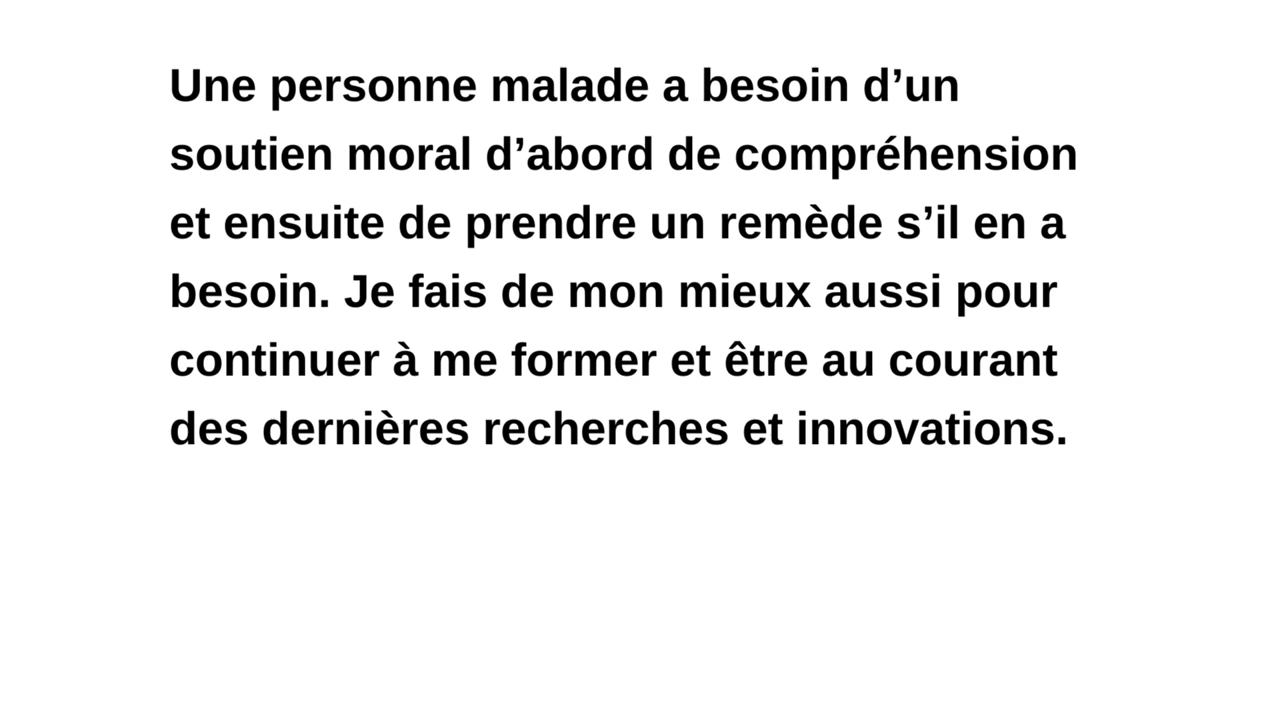 Une personne malade a besoin d’un
soutien moral d’abord de compréhension
et ensuite de prendre un remède s’il en a
besoin. Je fais de mon mieux aussi pour
continuer à me former et être au courant
des dernières recherches et innovations.